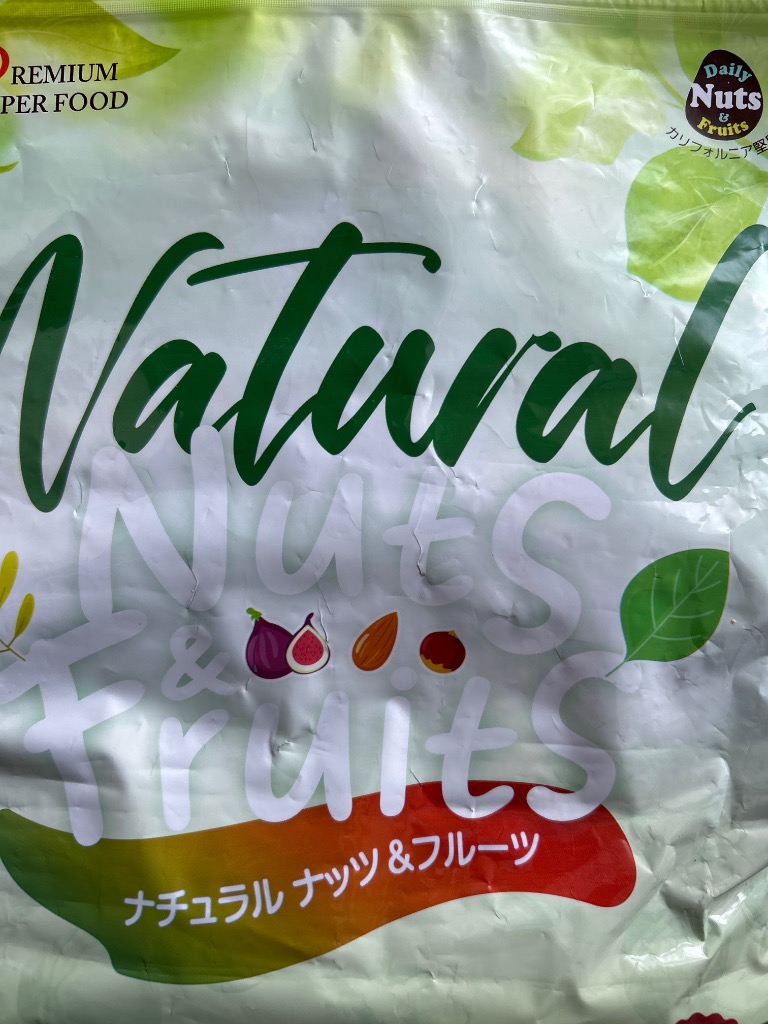 PREMIUM
PER FOOD
Daily
Nuts
&
Fruits
カリフォルニア堅
Natural
Nuts
&
Fruits
ナチュラル ナッツ &フルーツ